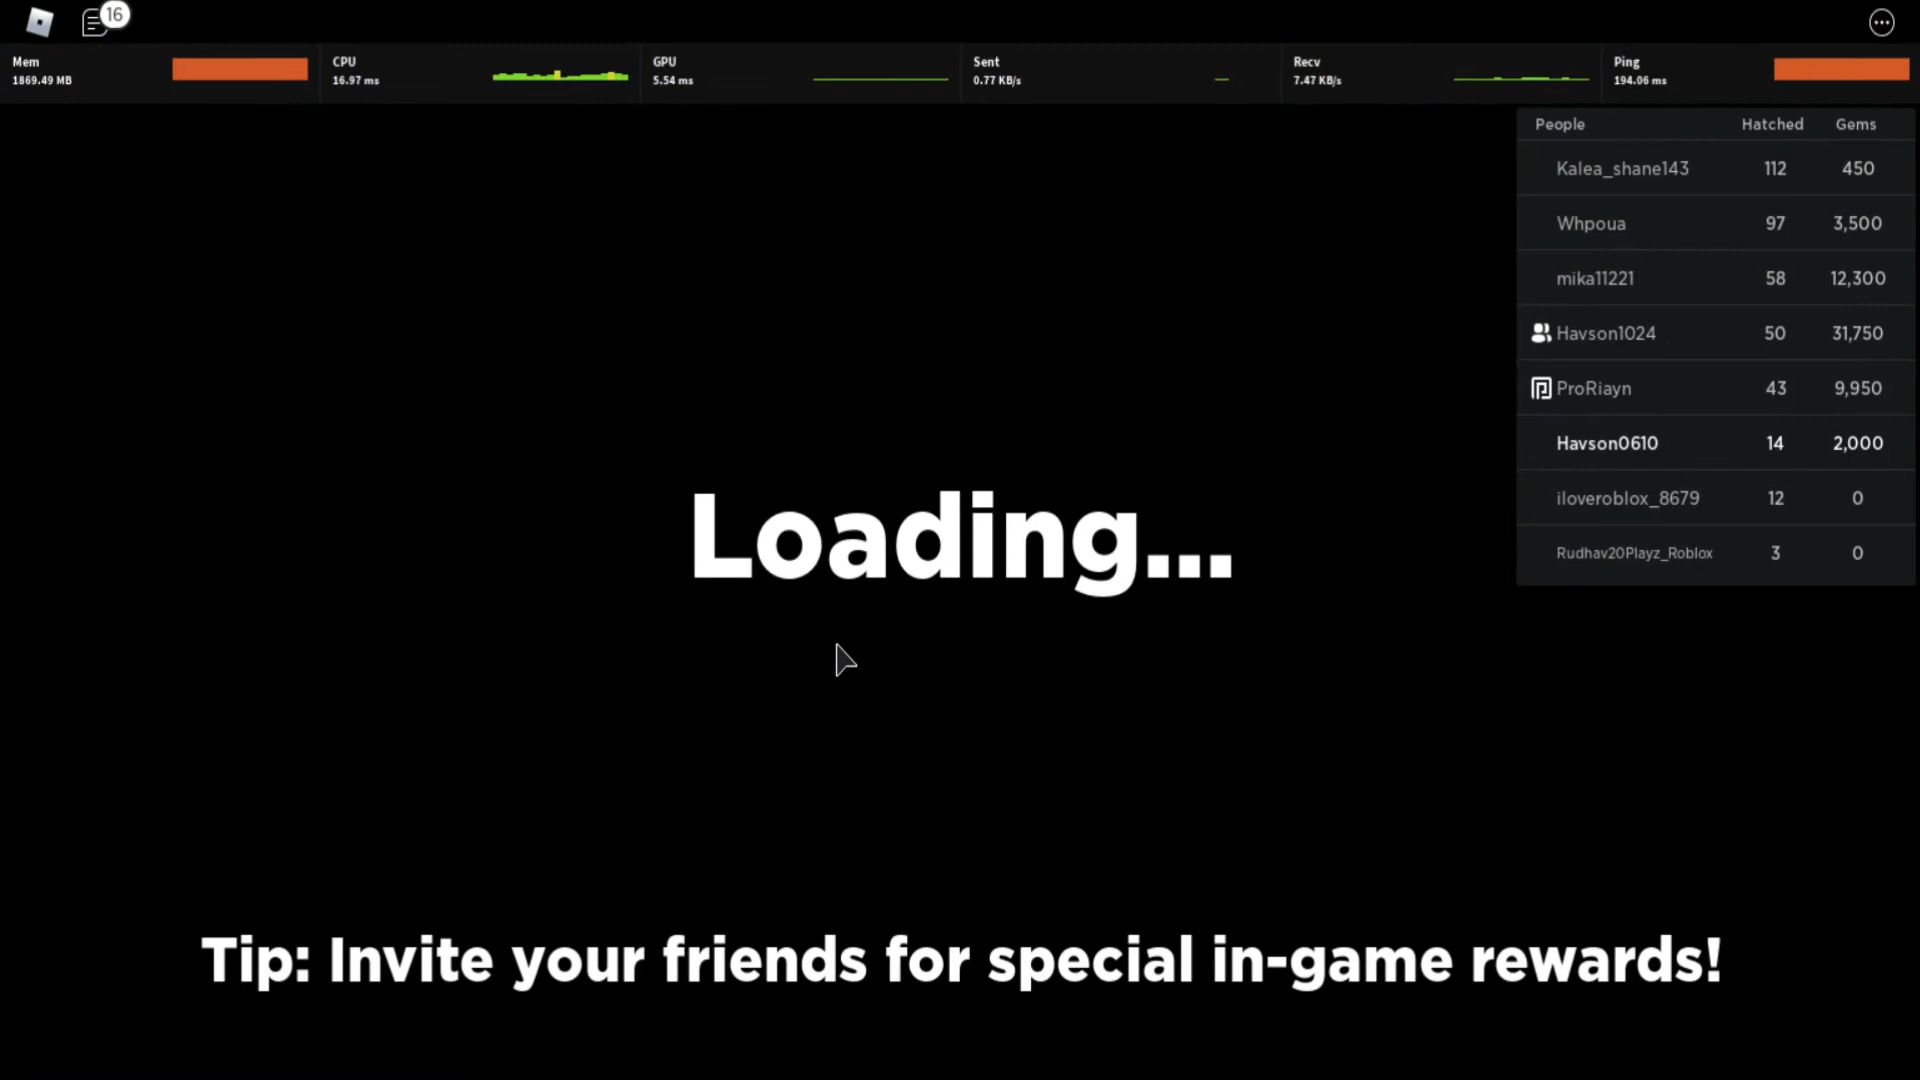 16
Mem
1869.49 MB
CPU
16.97 ms
GPU
5.54 ms
Sent
0.77 KB/s
Recv
7.47 KB/s
Ping
194.06 ms
People Hatched Gems
Kalea_shane143 112 450
Whpoua 97 3,500
mika11221 58 12,300
Havson1024 50 31,750
ProRiayn 43 9,950
Havson0610 14 2,000
iloveroblox_8679 12 0
Rudhav20Playz_Roblox 3 0
Loading...
Tip: Invite your friends for special in-game rewards!